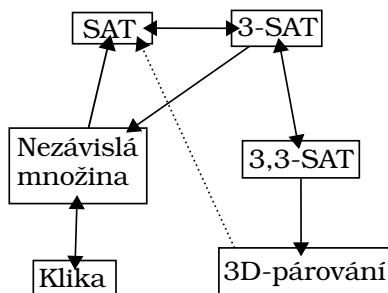 SAT
3-SAT
Nezávislá
množina
3,3-SAT
Klika
3D-párování